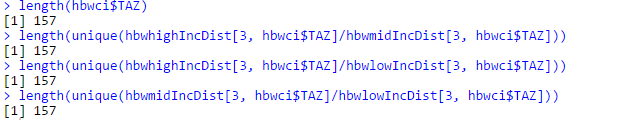 > length(hbwci$TAZ)
[1] 157
> length(unique(hbwhighIncDist[3, hbwci$TAZ]/hbwmidIncDist[3, hbwci$TAZ]))
[1] 157
> length(unique(hbwhighIncDist[3, hbwci$TAZ]/hbwlowIncDist[3, hbwci$TAZ]))
[1] 157
> length(unique(hbwmidIncDist[3, hbwci$TAZ]/hbwlowIncDist[3, hbwci$TAZ]))
[1] 157